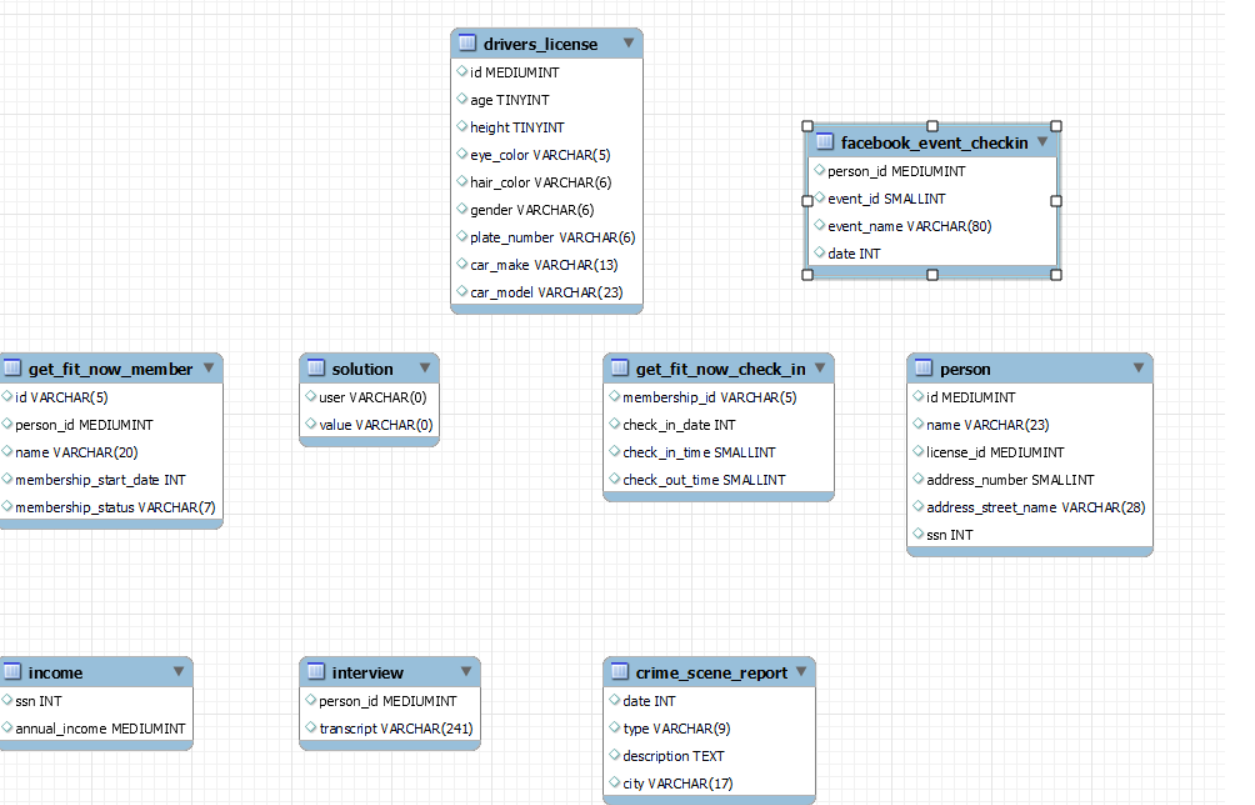 drivers_license
id MEDIUMINT
age TINYINT
height TINYINT
eye_color VARCHAR(5)
hair_color VARCHAR(6)
gender VARCHAR(6)
plate_number VARCHAR(6)
car_make VARCHAR(13)
car_model VARCHAR(23)
facebook_event_checkin
person_id MEDIUMINT
event_id SMALLINT
event_name VARCHAR(80)
date INT
get_fit_now_member
id VARCHAR(5)
person_id MEDIUMINT
name VARCHAR(20)
membership_start_date INT
membership_status VARCHAR(7)
solution
user VARCHAR(0)
value VARCHAR(0)
get_fit_now_check_in
membership_id VARCHAR(5)
check_in_date INT
check_in_time SMALLINT
check_out_time SMALLINT
person
id MEDIUMINT
name VARCHAR(23)
license_id MEDIUMINT
address_number SMALLINT
address_street_name VARCHAR(28)
ssn INT
income
ssn INT
annual_income MEDIUMINT
interview
person_id MEDIUMINT
transcript VARCHAR(241)
crime_scene_report
date INT
type VARCHAR(9)
description TEXT
city VARCHAR(17)